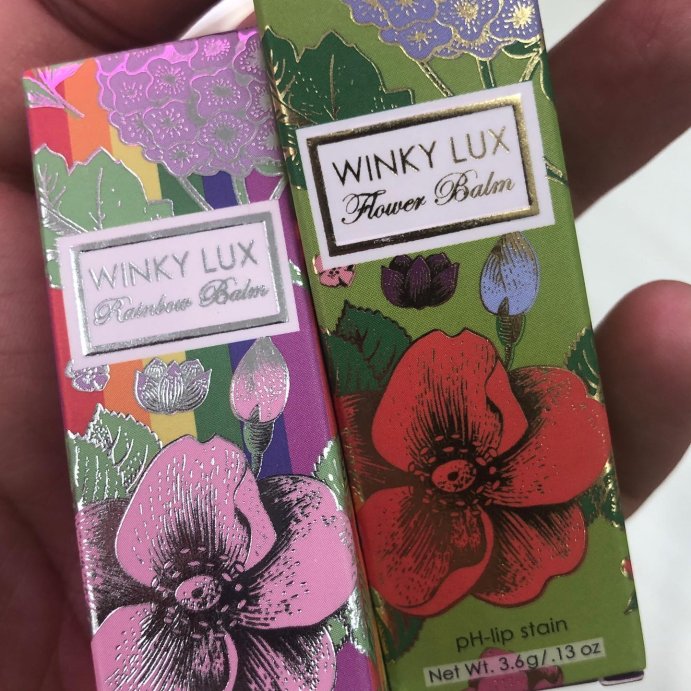 WINKY LUX
Rainbow Balm
WINKY LUX
Flower Balm
pH-lip stain
Net Wt. 3.6g/.13 oz